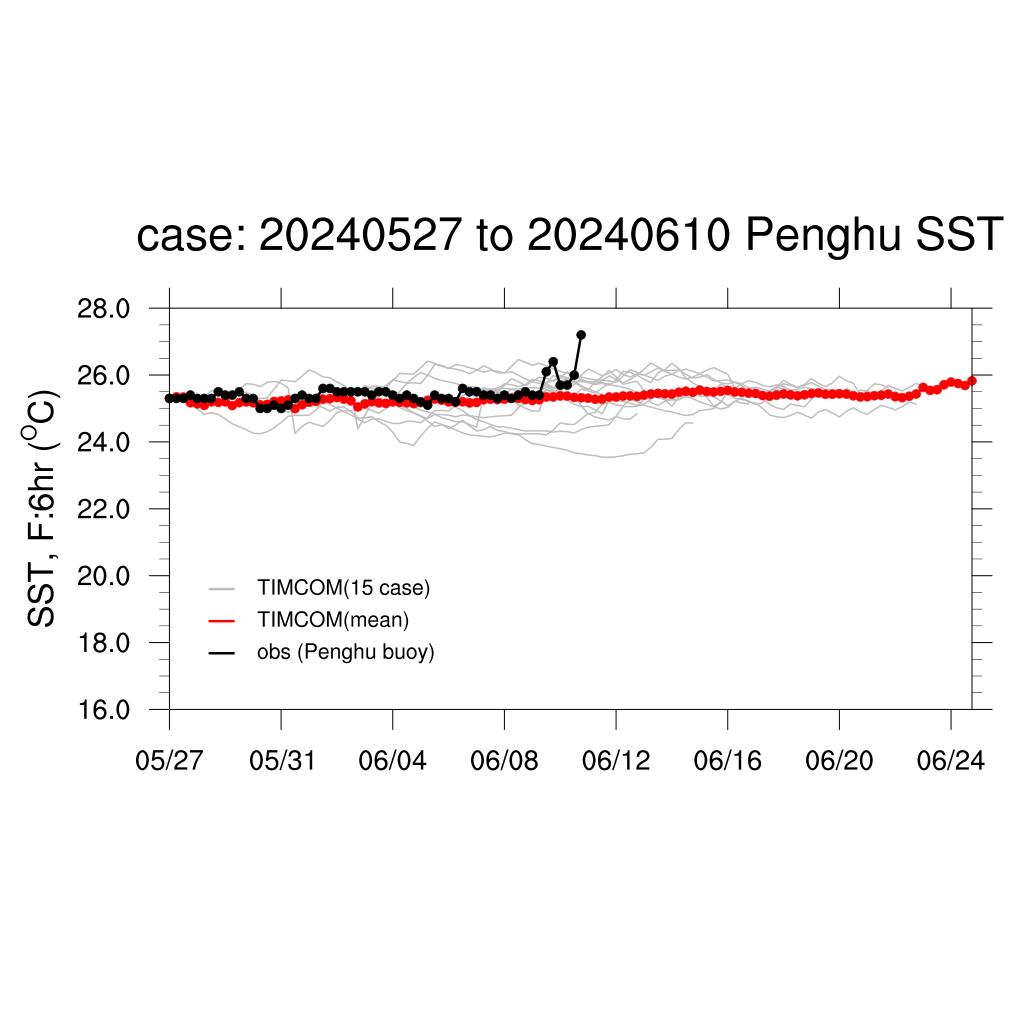 case: 20240527 to 20240610 Penghu SST
SST, F:6hr (°C)
28.0
26.0
24.0
22.0
20.0
18.0
16.0
TIMCOM(15 case)
TIMCOM(mean)
obs (Penghu buoy)
05/27 05/31 06/04 06/08 06/12 06/16 06/20 06/24